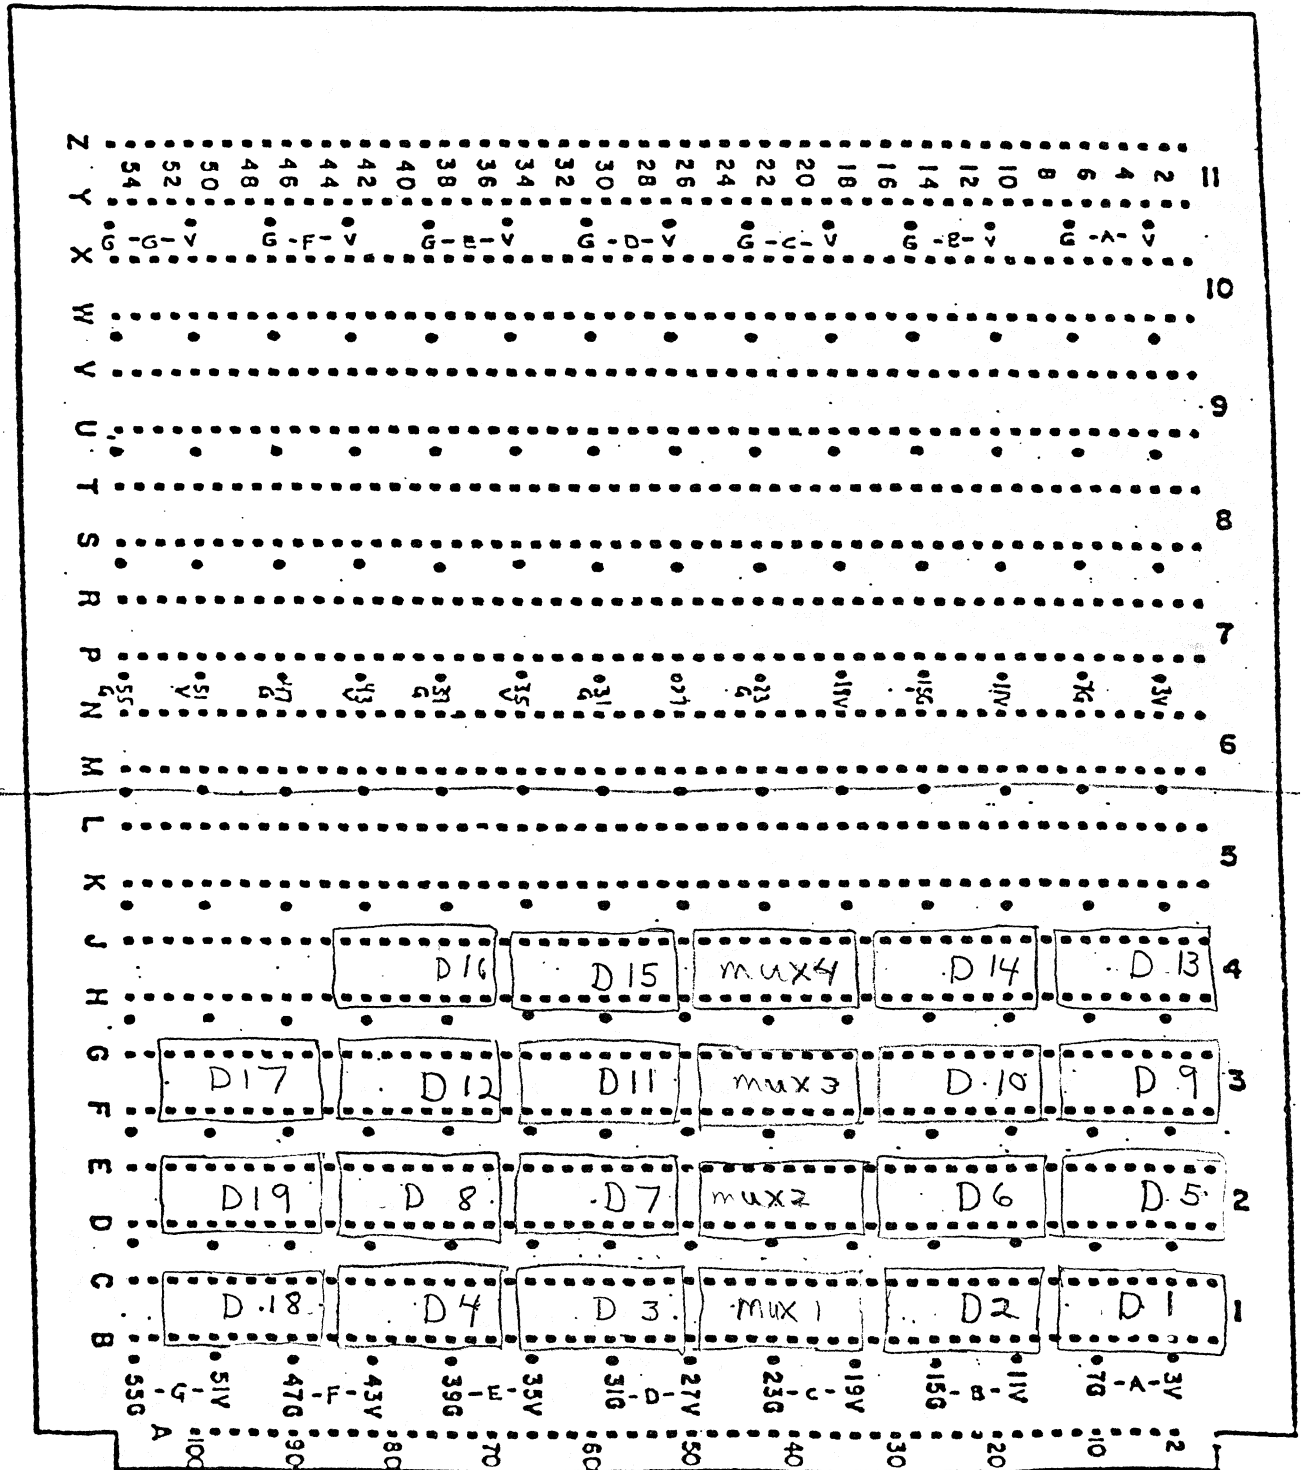 Z
54 52 50 48 46 44 42 40 38 36 34 32 30 28 26 24 22 20 18 16 14 12 10 8 6 4 2 11
Y
G -G- V G -F- V G -E- V G -D- V G -C- V G -B- V G -A- V
X
10
W
V
9
U
T
8
S
R
7
P
55G 51V 47G 43V 39G 35V 31G 27V 23G 19V 15G 11V 7G 3V
N
6
M
L
5
K
J
D16 D15 mux4 D14 D13 4
H
G
D17 D12 D11 mux3 D10 D9 3
F
E
D19 D8 D7 mux2 D6 D5 2
D
C
D18 D4 D3 mux1 D2 D1 1
B
55G -G- 51V 47G -F- 43V 39G -E- 35V 31G -D- 27V 23G -C- 19V 15G -B- 11V 7G -A- 3V
A
100 90 80 70 60 50 40 30 20 10 2